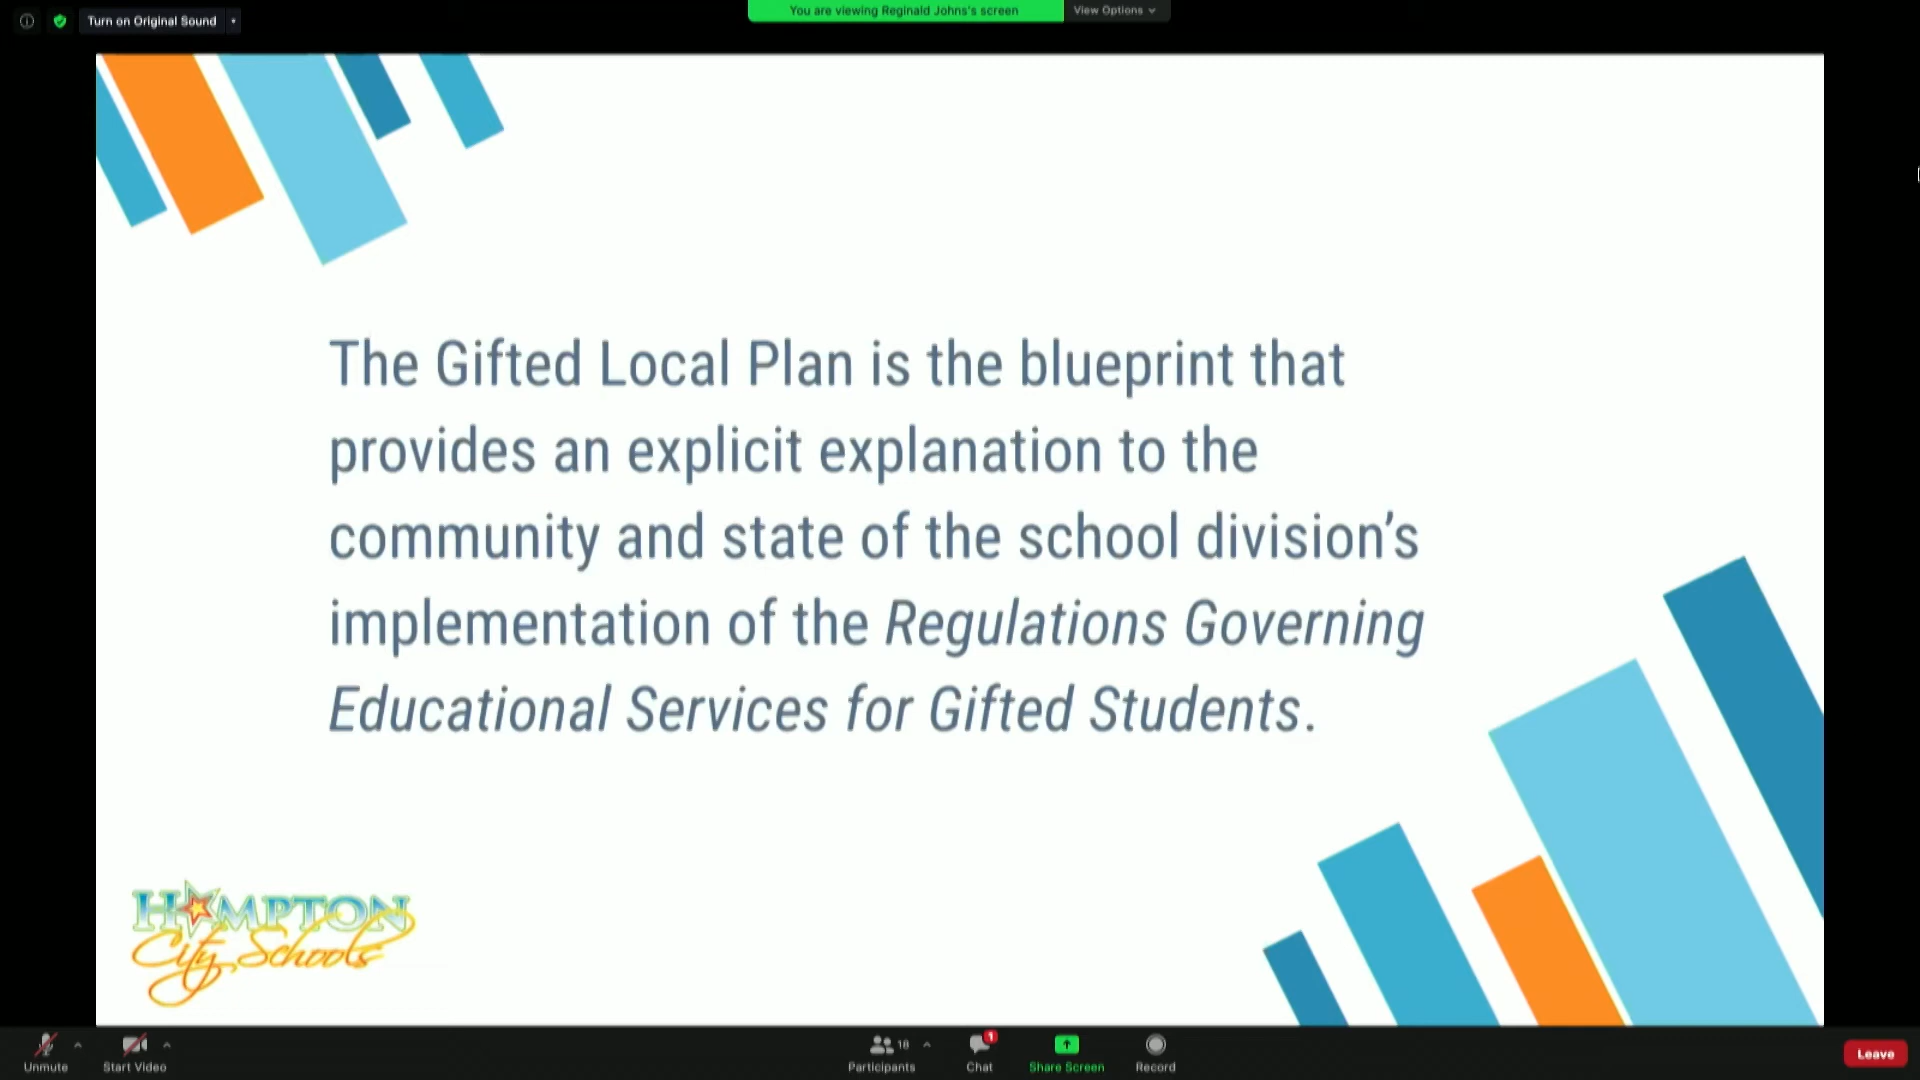 Turn on Original Sound
You are viewing Reginald Johns's screen
View Options
The Gifted Local Plan is the blueprint that
provides an explicit explanation to the
community and state of the school division’s
implementation of the Regulations Governing
Educational Services for Gifted Students.
HAMPTON
City Schools
Unmute
Start Video
18
Participants
1
Chat
Share Screen
Record
Leave